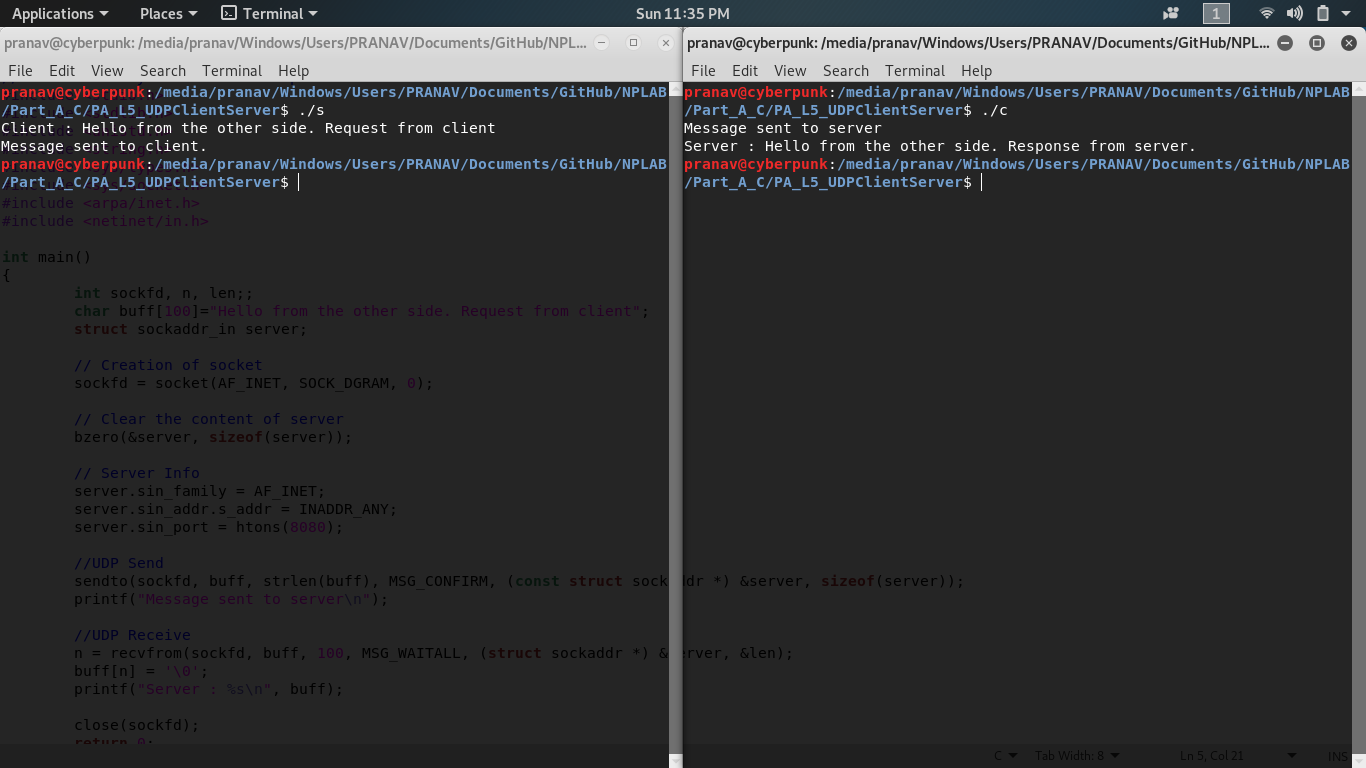 Applications Places Terminal Sun 11:35 PM 1
pranav@cyberpunk: /media/pranav/Windows/Users/PRANAV/Documents/GitHub/NPL...
File Edit View Search Terminal Help
pranav@cyberpunk:/media/pranav/Windows/Users/PRANAV/Documents/GitHub/NPLAB
/Part_A_C/PA_L5_UDPClientServer$ ./s
Client : Hello from the other side. Request from client
Message sent to client.
pranav@cyberpunk:/media/pranav/Windows/Users/PRANAV/Documents/GitHub/NPLAB
/Part_A_C/PA_L5_UDPClientServer$
pranav@cyberpunk: /media/pranav/Windows/Users/PRANAV/Documents/GitHub/NPL...
File Edit View Search Terminal Help
pranav@cyberpunk:/media/pranav/Windows/Users/PRANAV/Documents/GitHub/NPLAB
/Part_A_C/PA_L5_UDPClientServer$ ./c
Message sent to server
Server : Hello from the other side. Response from server.
pranav@cyberpunk:/media/pranav/Windows/Users/PRANAV/Documents/GitHub/NPLAB
/Part_A_C/PA_L5_UDPClientServer$
#include <arpa/inet.h>
#include <netinet/in.h>
int main()
{
int sockfd, n, len;;
char buff[100]="Hello from the other side. Request from client";
struct sockaddr_in server;
// Creation of socket
sockfd = socket(AF_INET, SOCK_DGRAM, 0);
// Clear the content of server
bzero(&server, sizeof(server));
// Server Info
server.sin_family = AF_INET;
server.sin_addr.s_addr = INADDR_ANY;
server.sin_port = htons(8080);
//UDP Send
sendto(sockfd, buff, strlen(buff), MSG_CONFIRM, (const struct sockaddr *) &server, sizeof(server));
printf("Message sent to server\n");
//UDP Receive
n = recvfrom(sockfd, buff, 100, MSG_WAITALL, (struct sockaddr *) &server, &len);
buff[n] = '\0';
printf("Server : %s\n", buff);
close(sockfd);
return 0;
C Tab Width: 8 Ln 5, Col 21 INS